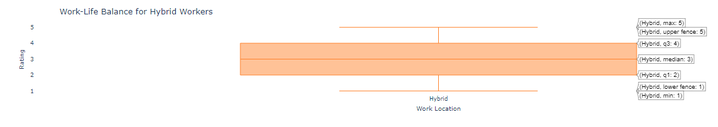 Work-Life Balance for Hybrid Workers
5
4
3
2
1
Rating
Hybrid
Work Location
(Hybrid, max: 5)
(Hybrid, upper fence: 5)
(Hybrid, q3: 4)
(Hybrid, median: 3)
(Hybrid, q1: 2)
(Hybrid, lower fence: 1)
(Hybrid, min: 1)